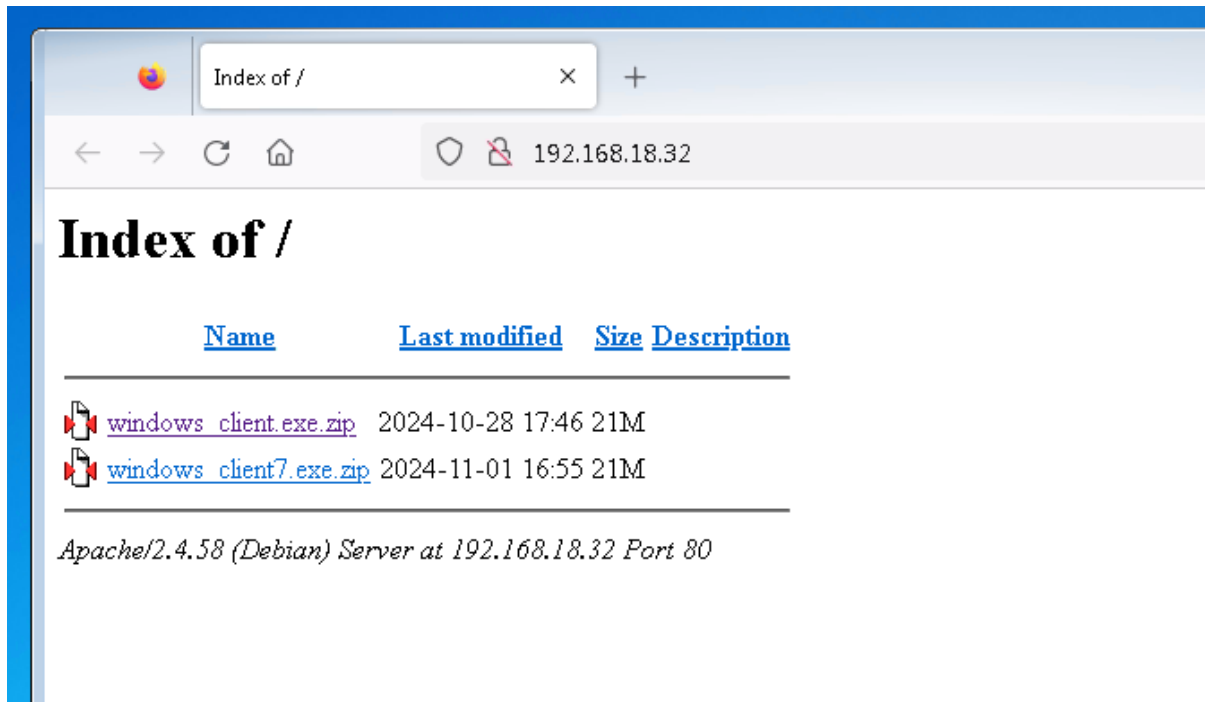 Index of /
192.168.18.32
Index of /
Name Last modified Size Description
windows_client.exe.zip 2024-10-28 17:46 21M
windows_client7.exe.zip 2024-11-01 16:55 21M
Apache/2.4.58 (Debian) Server at 192.168.18.32 Port 80